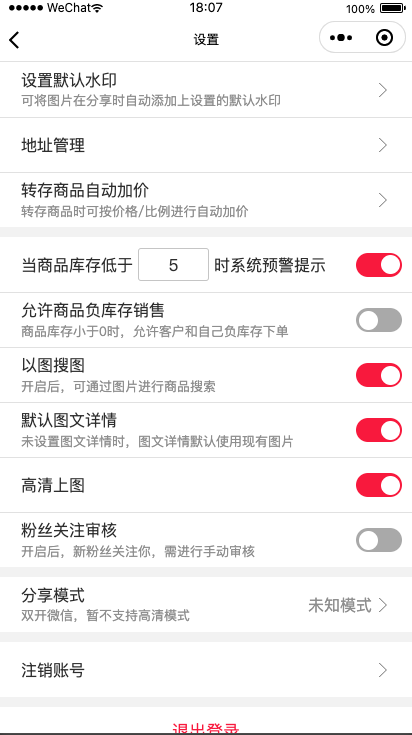 WeChat
18:07
100%
设置
设置默认水印
可将图片在分享时自动添加上设置的默认水印
地址管理
转存商品自动加价
转存商品时可按价格/比例进行自动加价
当商品库存低于 5 时系统预警提示
允许商品负库存销售
商品库存小于0时，允许客户和自己负库存下单
以图搜图
开启后，可通过图片进行商品搜索
默认图文详情
未设置图文详情时，图文详情默认使用现有图片
高清上图
粉丝关注审核
开启后，新粉丝关注你，需进行手动审核
分享模式
未知模式
双开微信，暂不支持高清模式
注销账号
退出登录